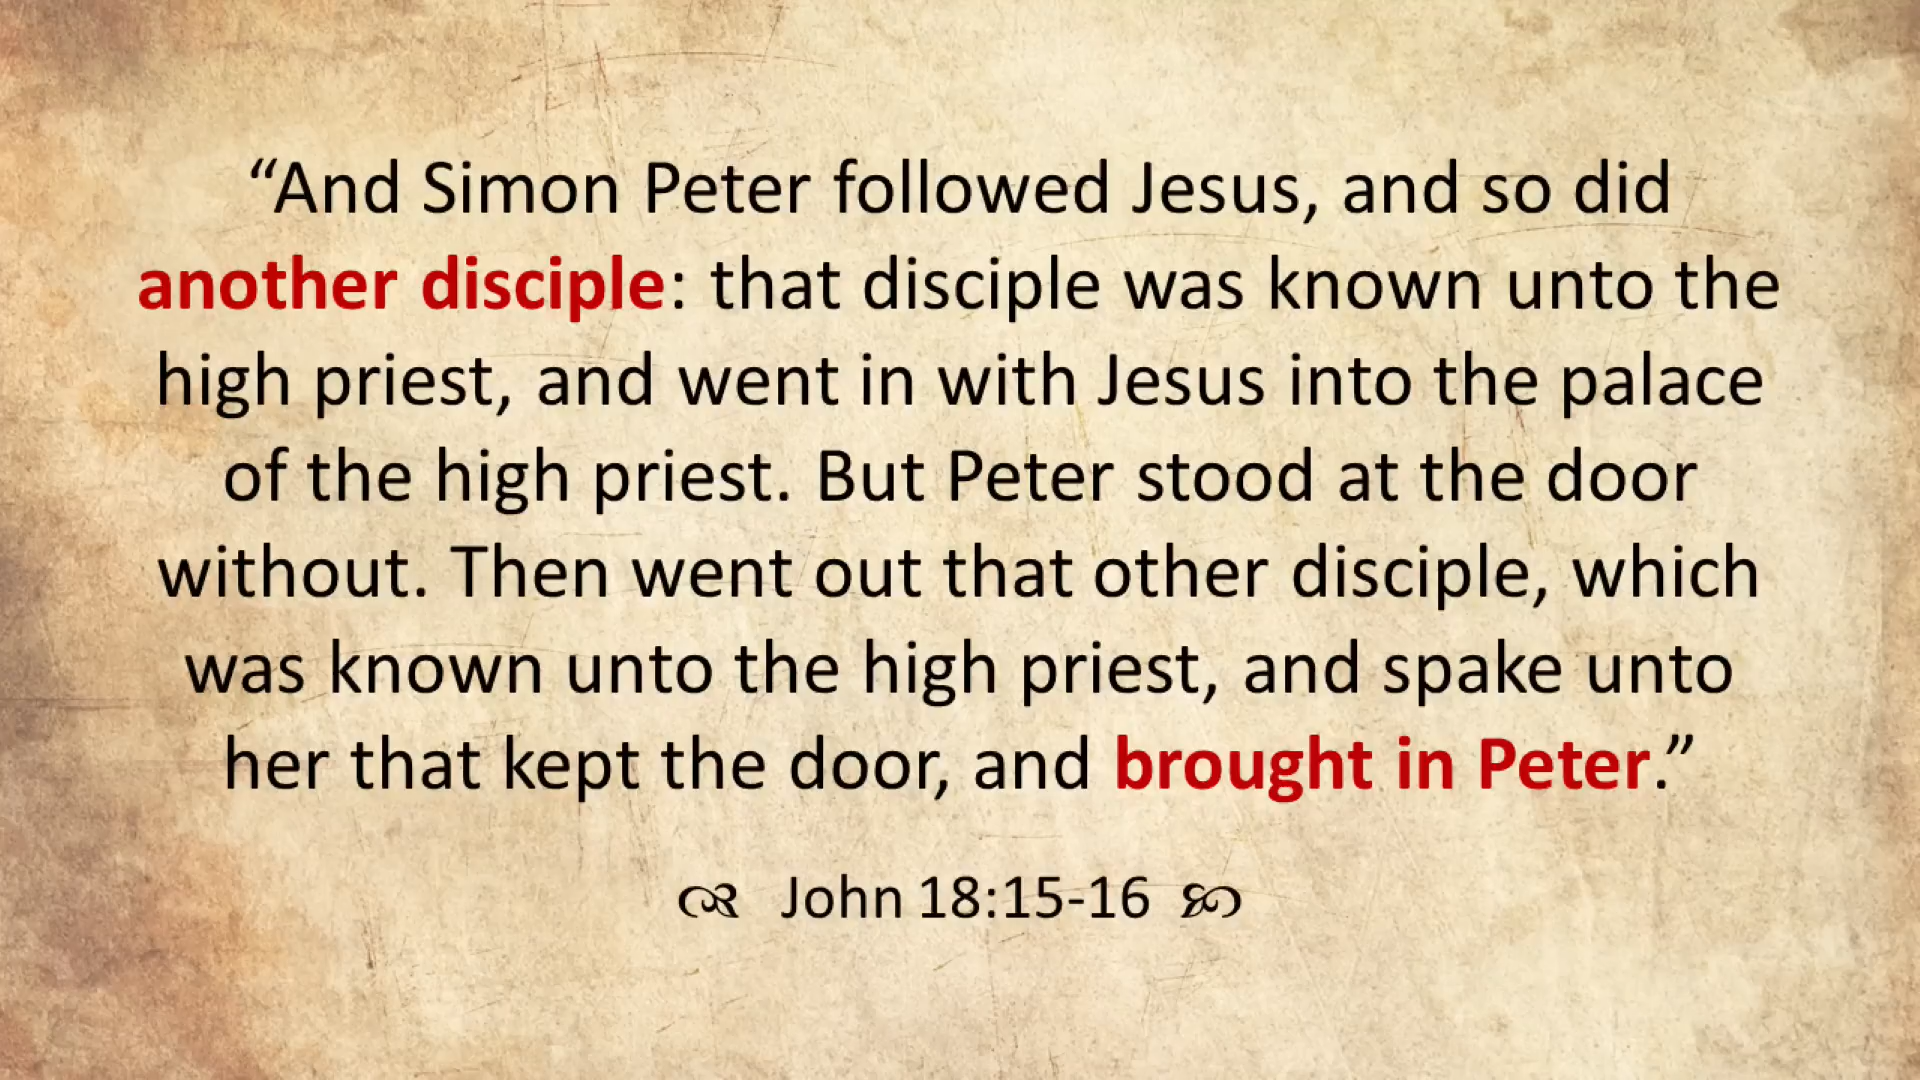 “And Simon Peter followed Jesus, and so did
another disciple: that disciple was known unto the
high priest, and went in with Jesus into the palace
of the high priest. But Peter stood at the door
without. Then went out that other disciple, which
was known unto the high priest, and spake unto
her that kept the door, and brought in Peter.”
John 18:15-16